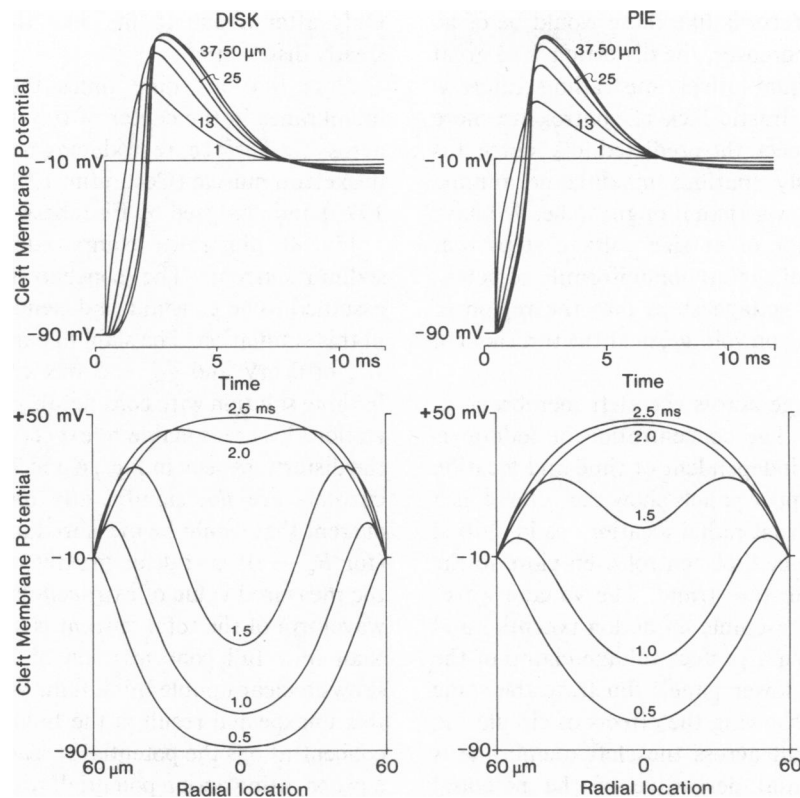 DISK
37,50 µm
25
13
1
Cleft Membrane Potential
-10 mV
-90 mV
0
5
10 ms
Time
PIE
37,50 µm
25
13
1
-10 mV
-90 mV
0
5
10 ms
Time
+50 mV
2.5 ms
2.0
1.5
1.0
0.5
Cleft Membrane Potential
-10
-90
60 µm
0
60
Radial location
+50 mV
2.5 ms
2.0
1.5
1.0
0.5
-10
-90
60 µm
0
60
Radial location